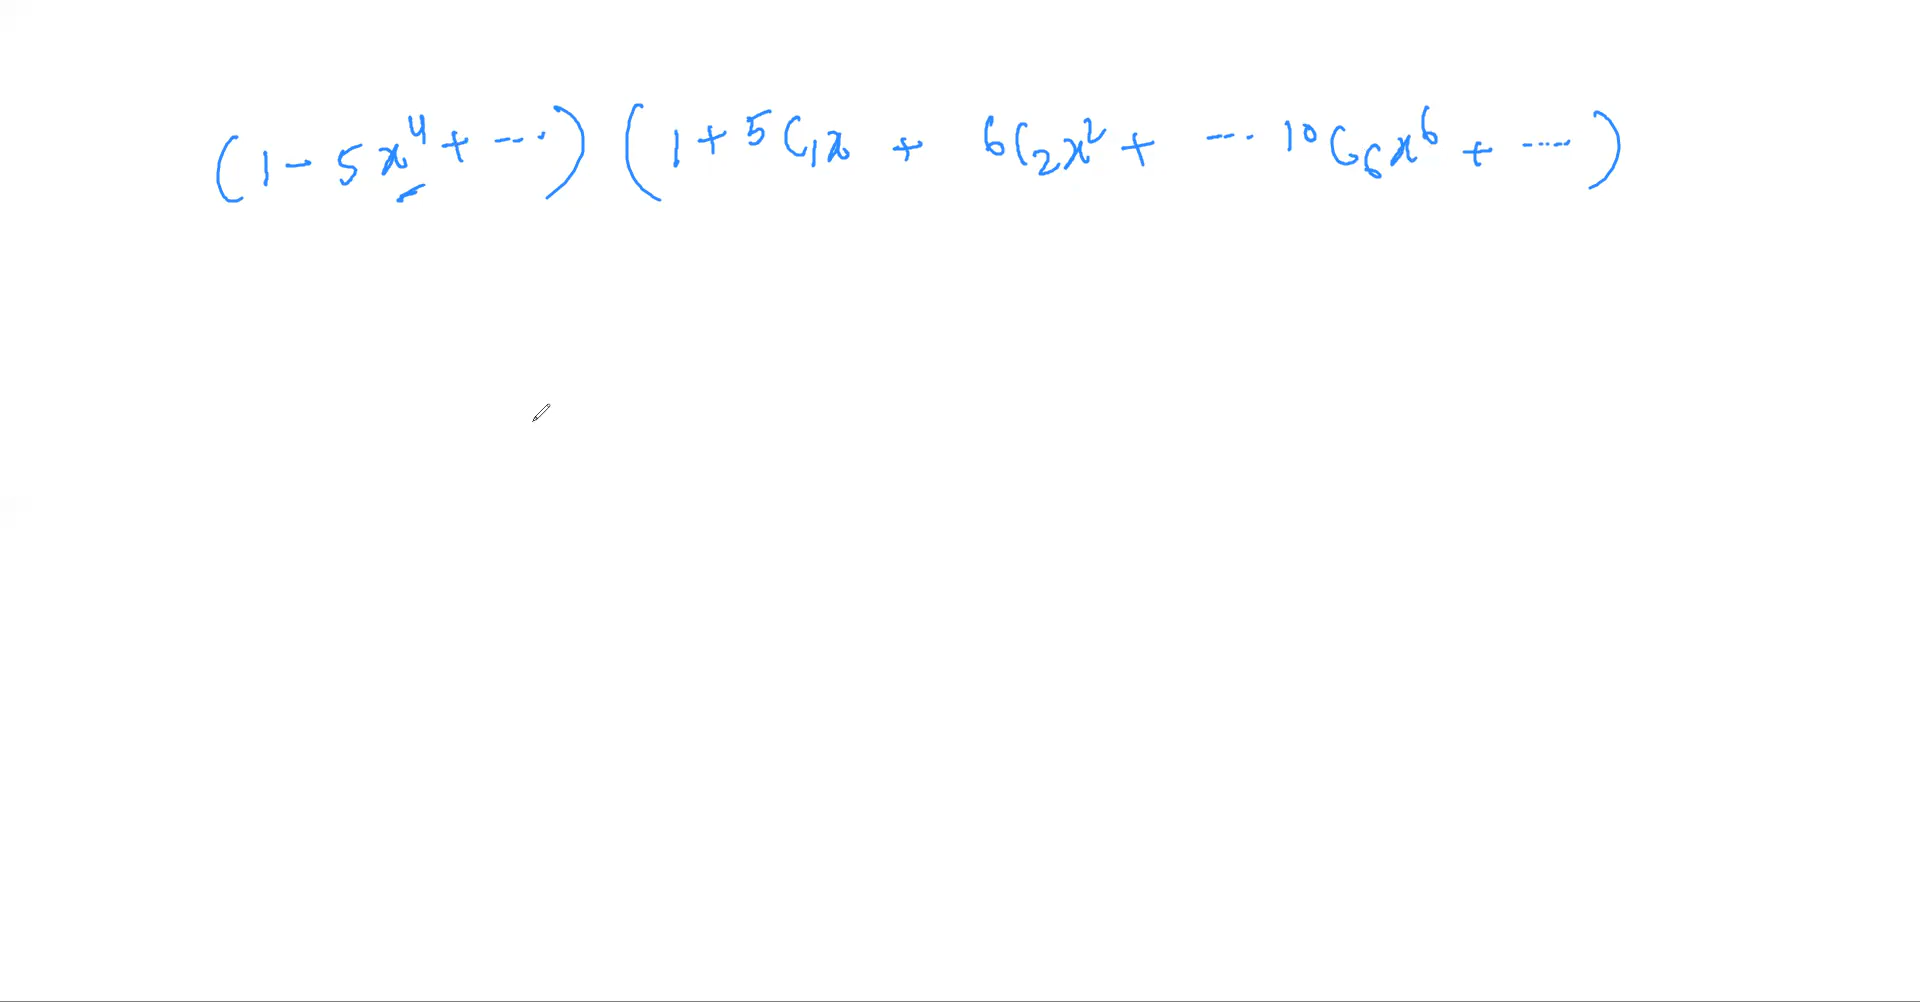 (1 - 5x⁴ + ---·) (1 + ⁵C₁x + ⁶C₂x² + ---· ¹⁰C₆x⁶ + ·····)